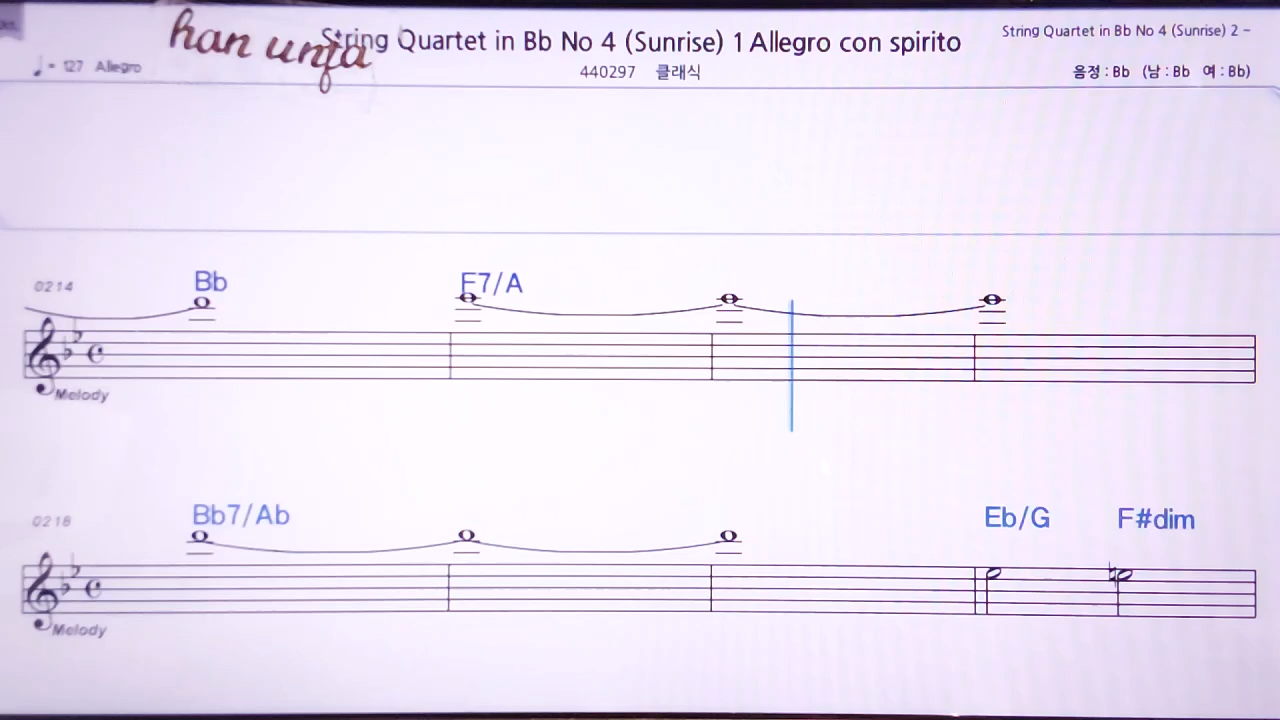 han unfa
String Quartet in Bb No 4 (Sunrise) 1 Allegro con spirito
String Quartet in Bb No 4 (Sunrise) 2 ~
♩ = 127 Allegro
440297 클래식
음정 : Bb (남 : Bb 여 : Bb)
0214 Bb F7/A
Melody
0218 Bb7/Ab Eb/G F#dim
Melody